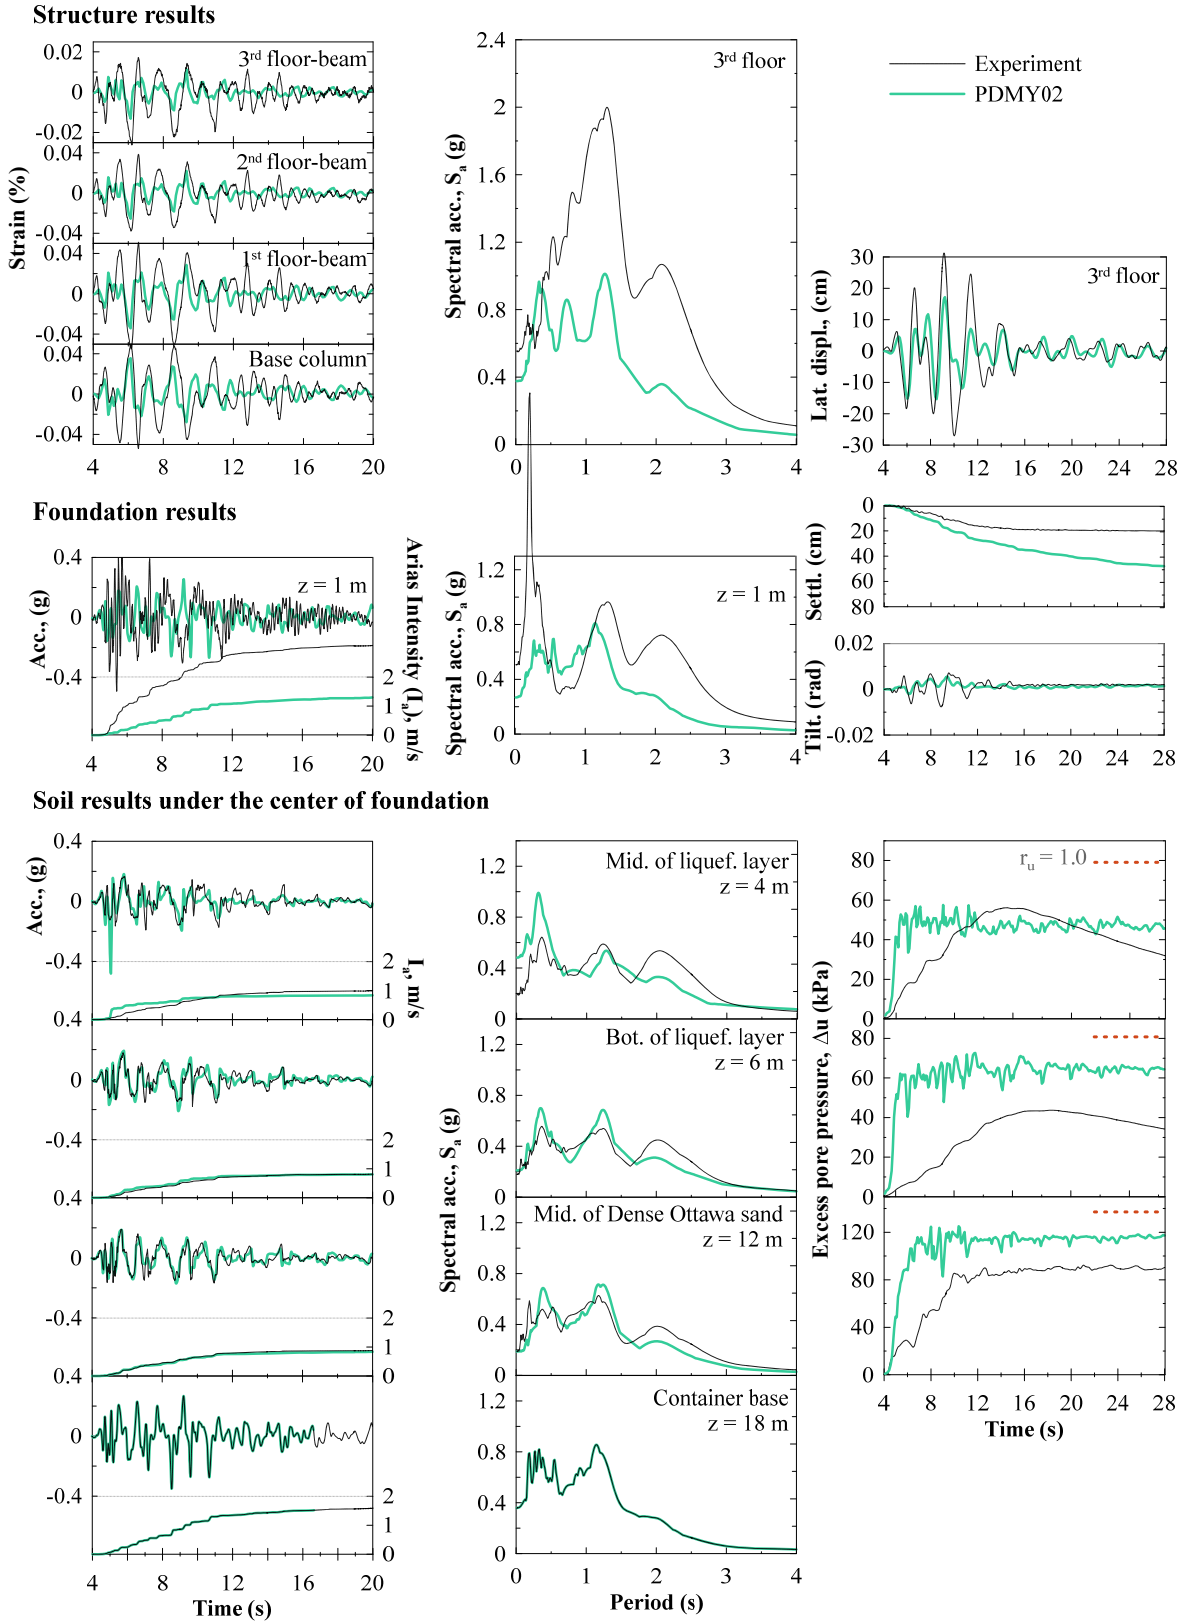 Structure results
0.02
0
-0.02
3rd floor-beam
0.04
0
-0.04
2nd floor-beam
0.04
0
-0.04
1st floor-beam
0.04
0
-0.04
Base column
Strain (%)
4 8 12 16 20
2.4
2
1.6
1.2
0.8
0.4
0
3rd floor
Spectral acc., Sa (g)
0 1 2 3 4
Experiment
PDMY02
30
20
10
0
-10
-20
-30
3rd floor
Lat. displ., (cm)
4 8 12 16 20 24 28
Foundation results
0.4
0
-0.4
z = 1 m
Acc., (g)
2
1
0
Arias Intensity (Ia), m/s
4 8 12 16 20
1.2
0.8
0.4
0
z = 1 m
Spectral acc., Sa (g)
0 1 2 3 4
0
20
40
60
80
Settl. (cm)
0.02
0
-0.02
Tilt. (rad)
4 8 12 16 20 24 28
Soil results under the center of foundation
0.4
0
-0.4
Acc., (g)
2
1
0
Ia, m/s
0.4
0
-0.4
2
1
0
0.4
0
-0.4
2
1
0
0.4
0
-0.4
2
1
0
4 8 12 16 20
Time (s)
1.2
0.8
0.4
0
Mid. of liquef. layer
z = 4 m
1.2
0.8
0.4
0
Bot. of liquef. layer
z = 6 m
1.2
0.8
0.4
0
Mid. of Dense Ottawa sand
z = 12 m
1.2
0.8
0.4
0
Container base
z = 18 m
Spectral acc., Sa (g)
0 1 2 3 4
Period (s)
80
60
40
20
0
ru = 1.0
80
60
40
20
0
120
80
40
0
Excess pore pressure, Δu (kPa)
4 8 12 16 20 24 28
Time (s)